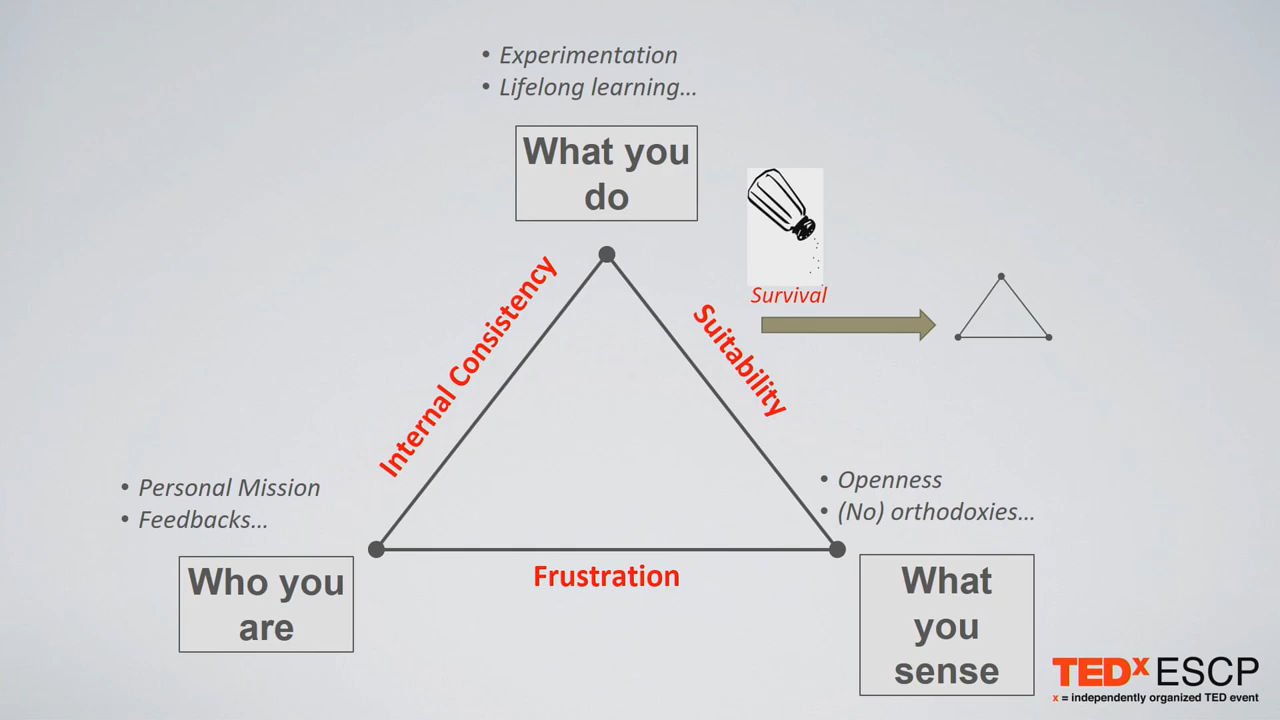 • Experimentation
• Lifelong learning...
What you
do
Survival
Internal Consistency
Suitability
• Personal Mission
• Feedbacks...
• Openness
• (No) orthodoxies...
Who you
are
Frustration
What
you
sense
TEDx ESCP
x = independently organized TED event